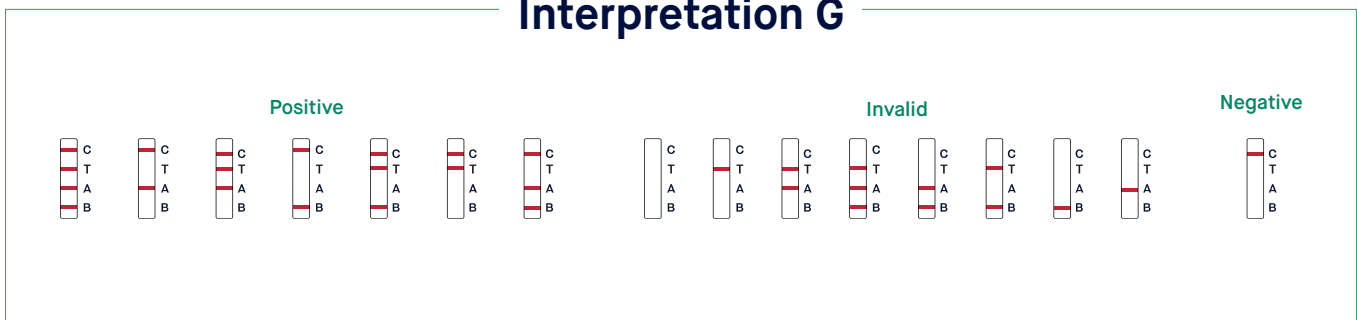 Interpretation G
Positive
Invalid
Negative
C C C C C C C C C C C C C C C C
T T T T T T T T T T T T T T T T
A A A A A A A A A A A A A A A A
B B B B B B B B B B B B B B B B